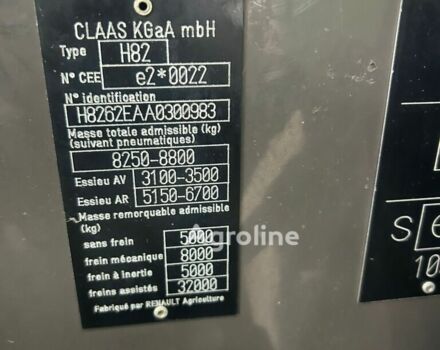 CLAAS KGaA mbH
Type H82
N° CEE e2*0022
N° identification
H8262EAA0300983
Masse totale admissible (kg)
(suivant pneumatiques)
8250-8800
Essieu AV 3100-3500
Essieu AR 5150-6700
Masse remorquable admissible
(kg)
sans frein 5000
frein mécanique 8000
frein à inertie 5000
freins assistés 32000
Fabriqué par RENAULT Agriculture
Agroline
S e
10